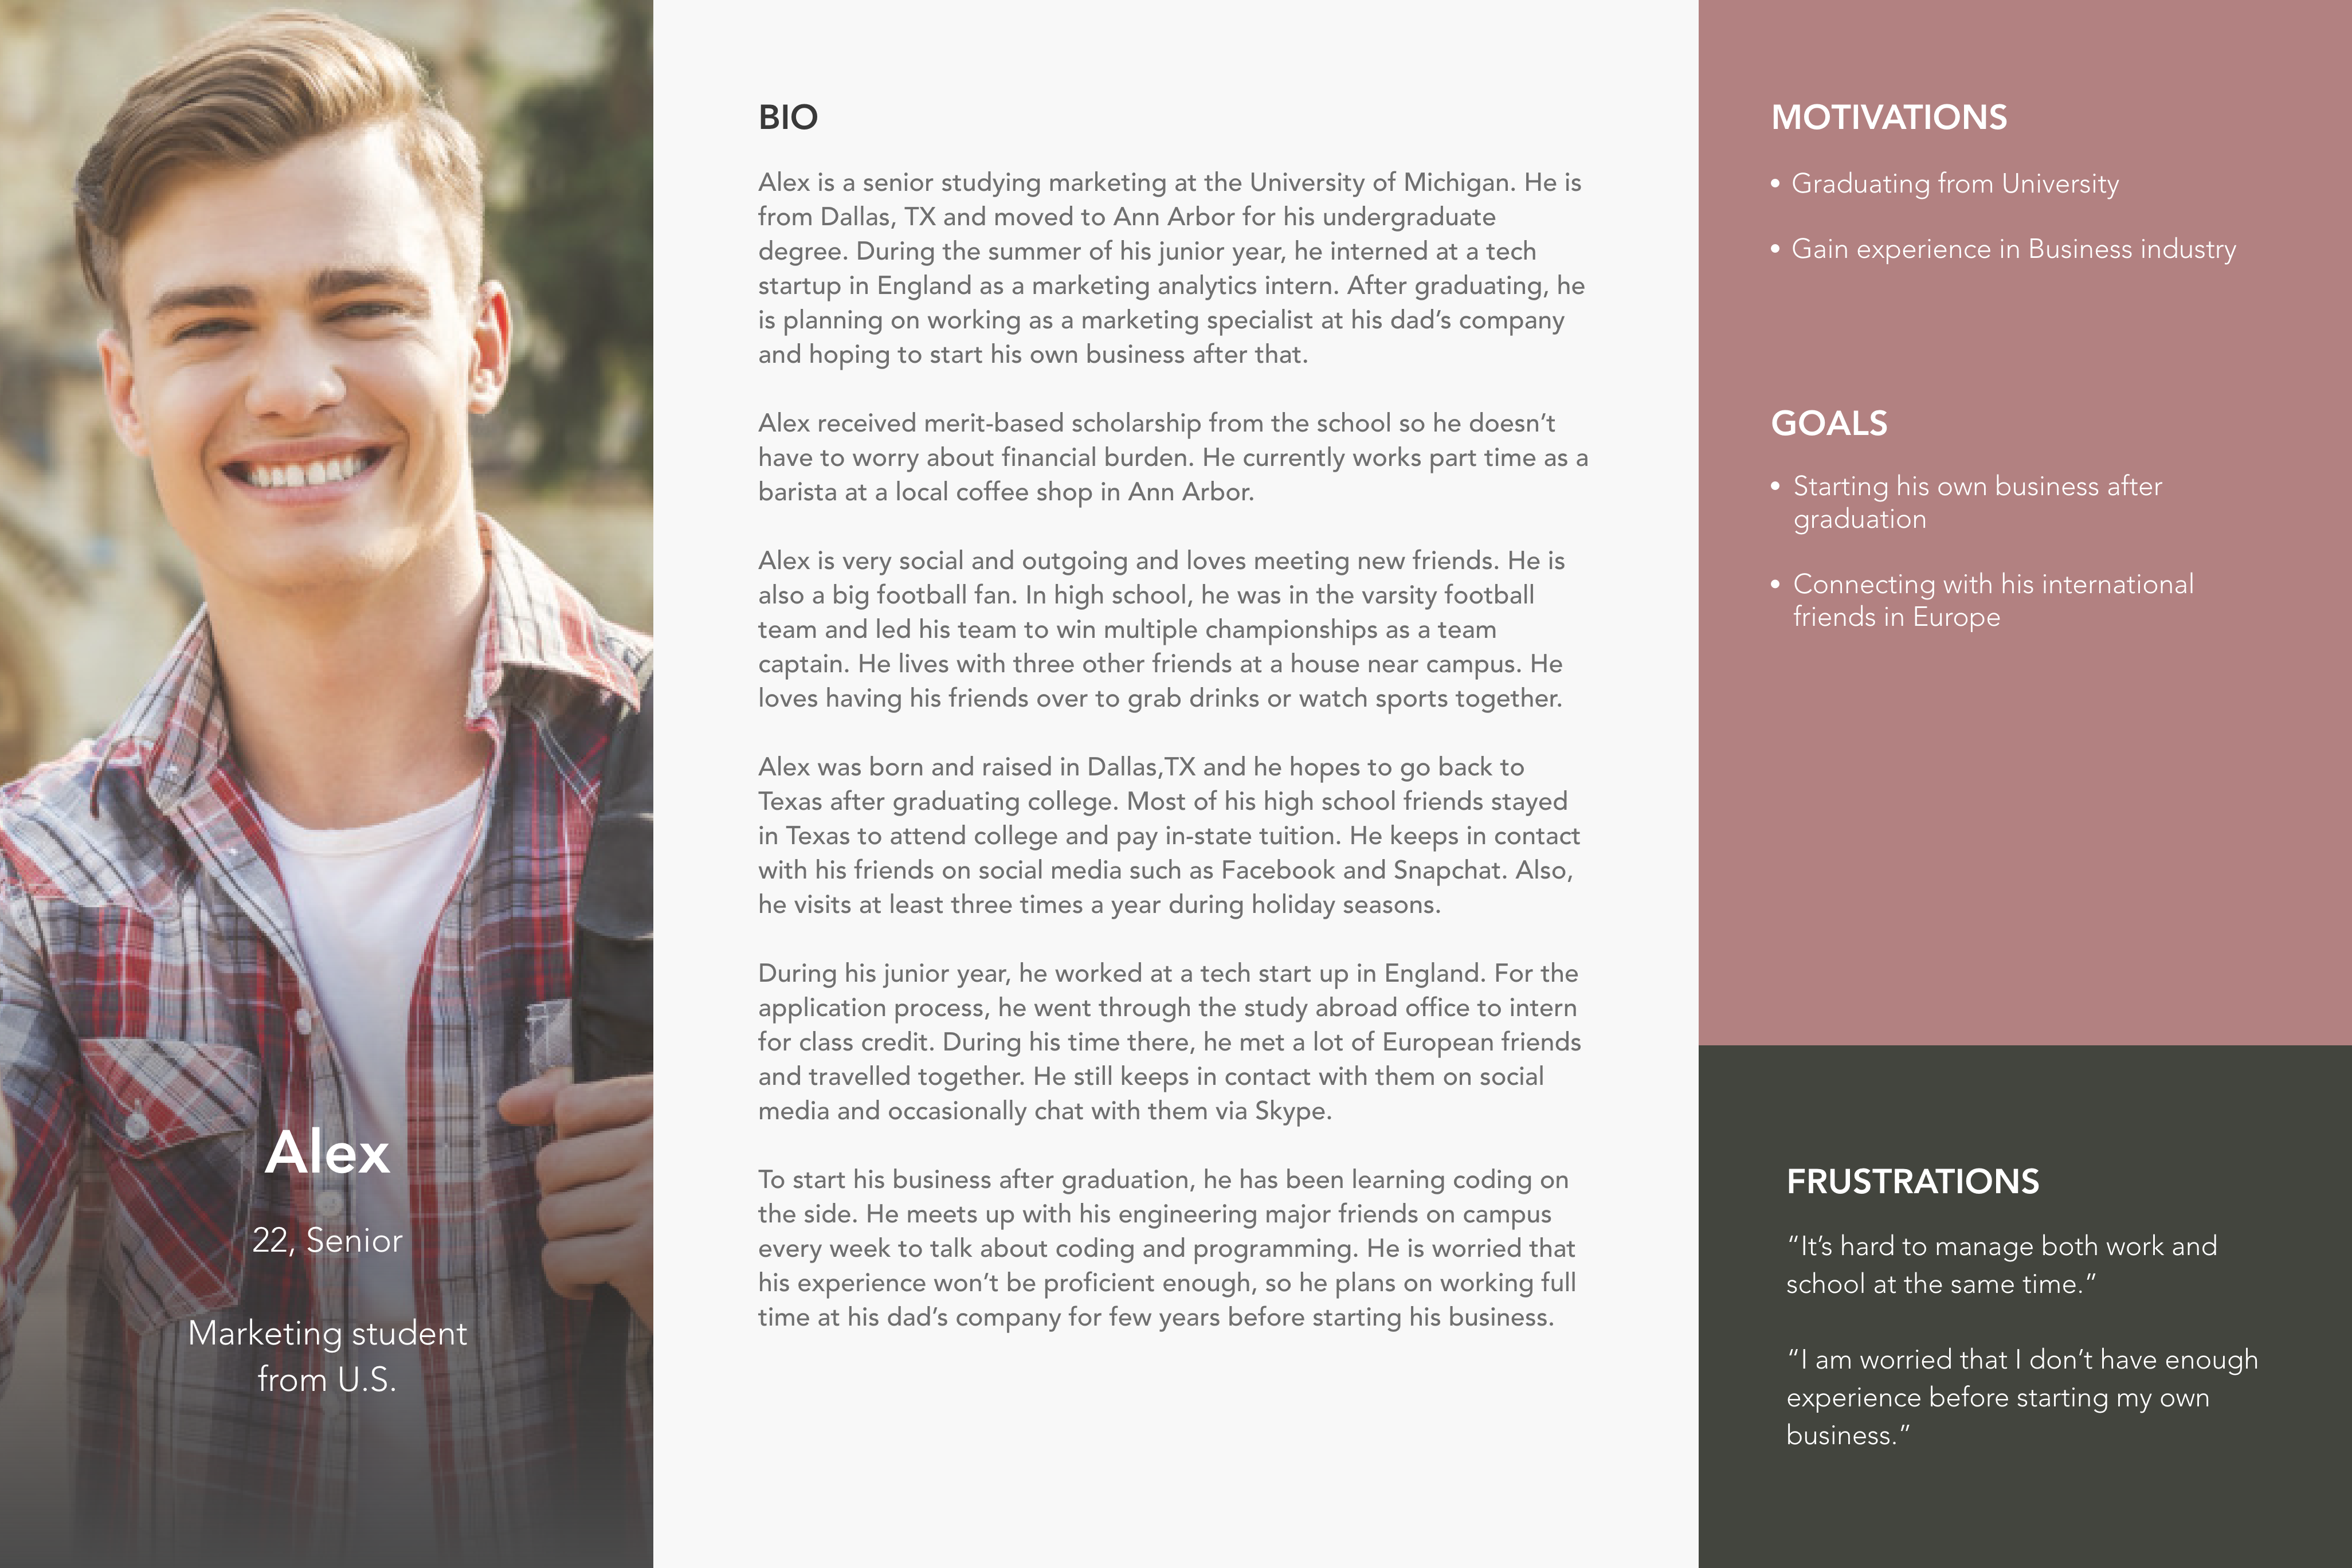 Alex
22, Senior
Marketing student
from U.S.
BIO
Alex is a senior studying marketing at the University of Michigan. He is
from Dallas, TX and moved to Ann Arbor for his undergraduate
degree. During the summer of his junior year, he interned at a tech
startup in England as a marketing analytics intern. After graduating, he
is planning on working as a marketing specialist at his dad’s company
and hoping to start his own business after that.
Alex received merit-based scholarship from the school so he doesn’t
have to worry about financial burden. He currently works part time as a
barista at a local coffee shop in Ann Arbor.
Alex is very social and outgoing and loves meeting new friends. He is
also a big football fan. In high school, he was in the varsity football
team and led his team to win multiple championships as a team
captain. He lives with three other friends at a house near campus. He
loves having his friends over to grab drinks or watch sports together.
Alex was born and raised in Dallas,TX and he hopes to go back to
Texas after graduating college. Most of his high school friends stayed
in Texas to attend college and pay in-state tuition. He keeps in contact
with his friends on social media such as Facebook and Snapchat. Also,
he visits at least three times a year during holiday seasons.
During his junior year, he worked at a tech start up in England. For the
application process, he went through the study abroad office to intern
for class credit. During his time there, he met a lot of European friends
and travelled together. He still keeps in contact with them on social
media and occasionally chat with them via Skype.
To start his business after graduation, he has been learning coding on
the side. He meets up with his engineering major friends on campus
every week to talk about coding and programming. He is worried that
his experience won’t be proficient enough, so he plans on working full
time at his dad’s company for few years before starting his business.
MOTIVATIONS
• Graduating from University
• Gain experience in Business industry
GOALS
• Starting his own business after
graduation
• Connecting with his international
friends in Europe
FRUSTRATIONS
“It’s hard to manage both work and
school at the same time.”
“I am worried that I don’t have enough
experience before starting my own
business.”